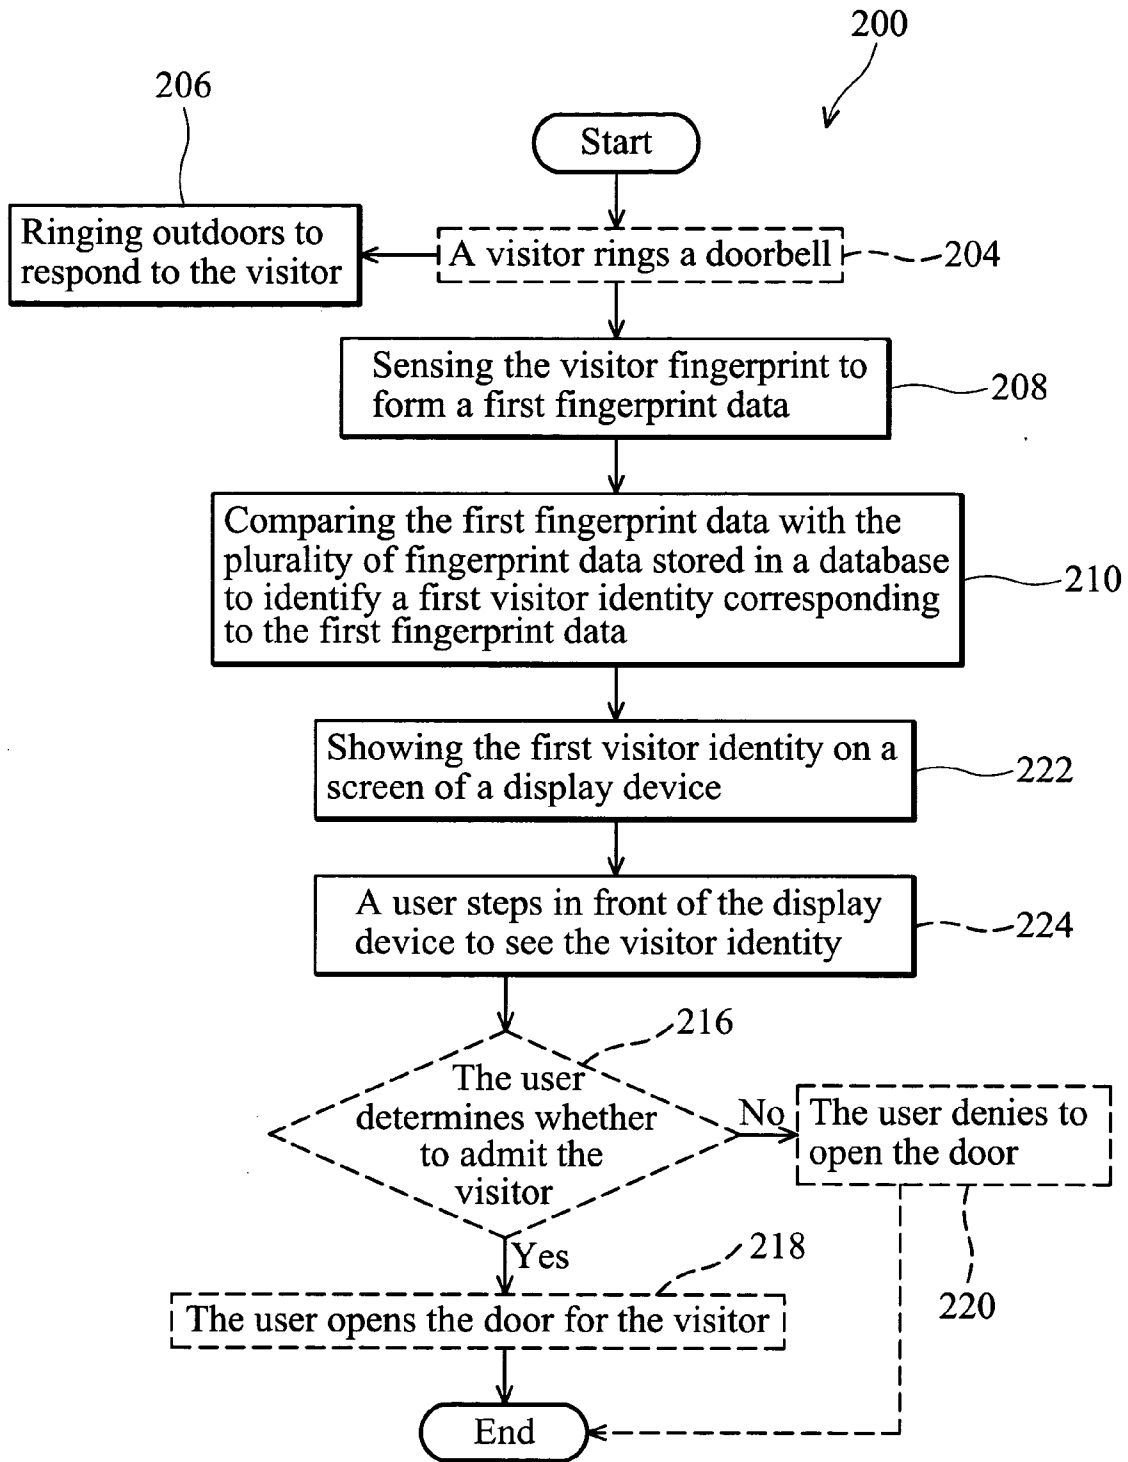 200
206
Start
Ringing outdoors to
respond to the visitor
A visitor rings a doorbell
204
Sensing the visitor fingerprint to
form a first fingerprint data
208
Comparing the first fingerprint data with the
plurality of fingerprint data stored in a database
to identify a first visitor identity corresponding
to the first fingerprint data
210
Showing the first visitor identity on a
screen of a display device
222
A user steps in front of the display
device to see the visitor identity
224
216
The user
determines whether
to admit the
visitor
No
The user denies to
open the door
Yes
218
220
The user opens the door for the visitor
End